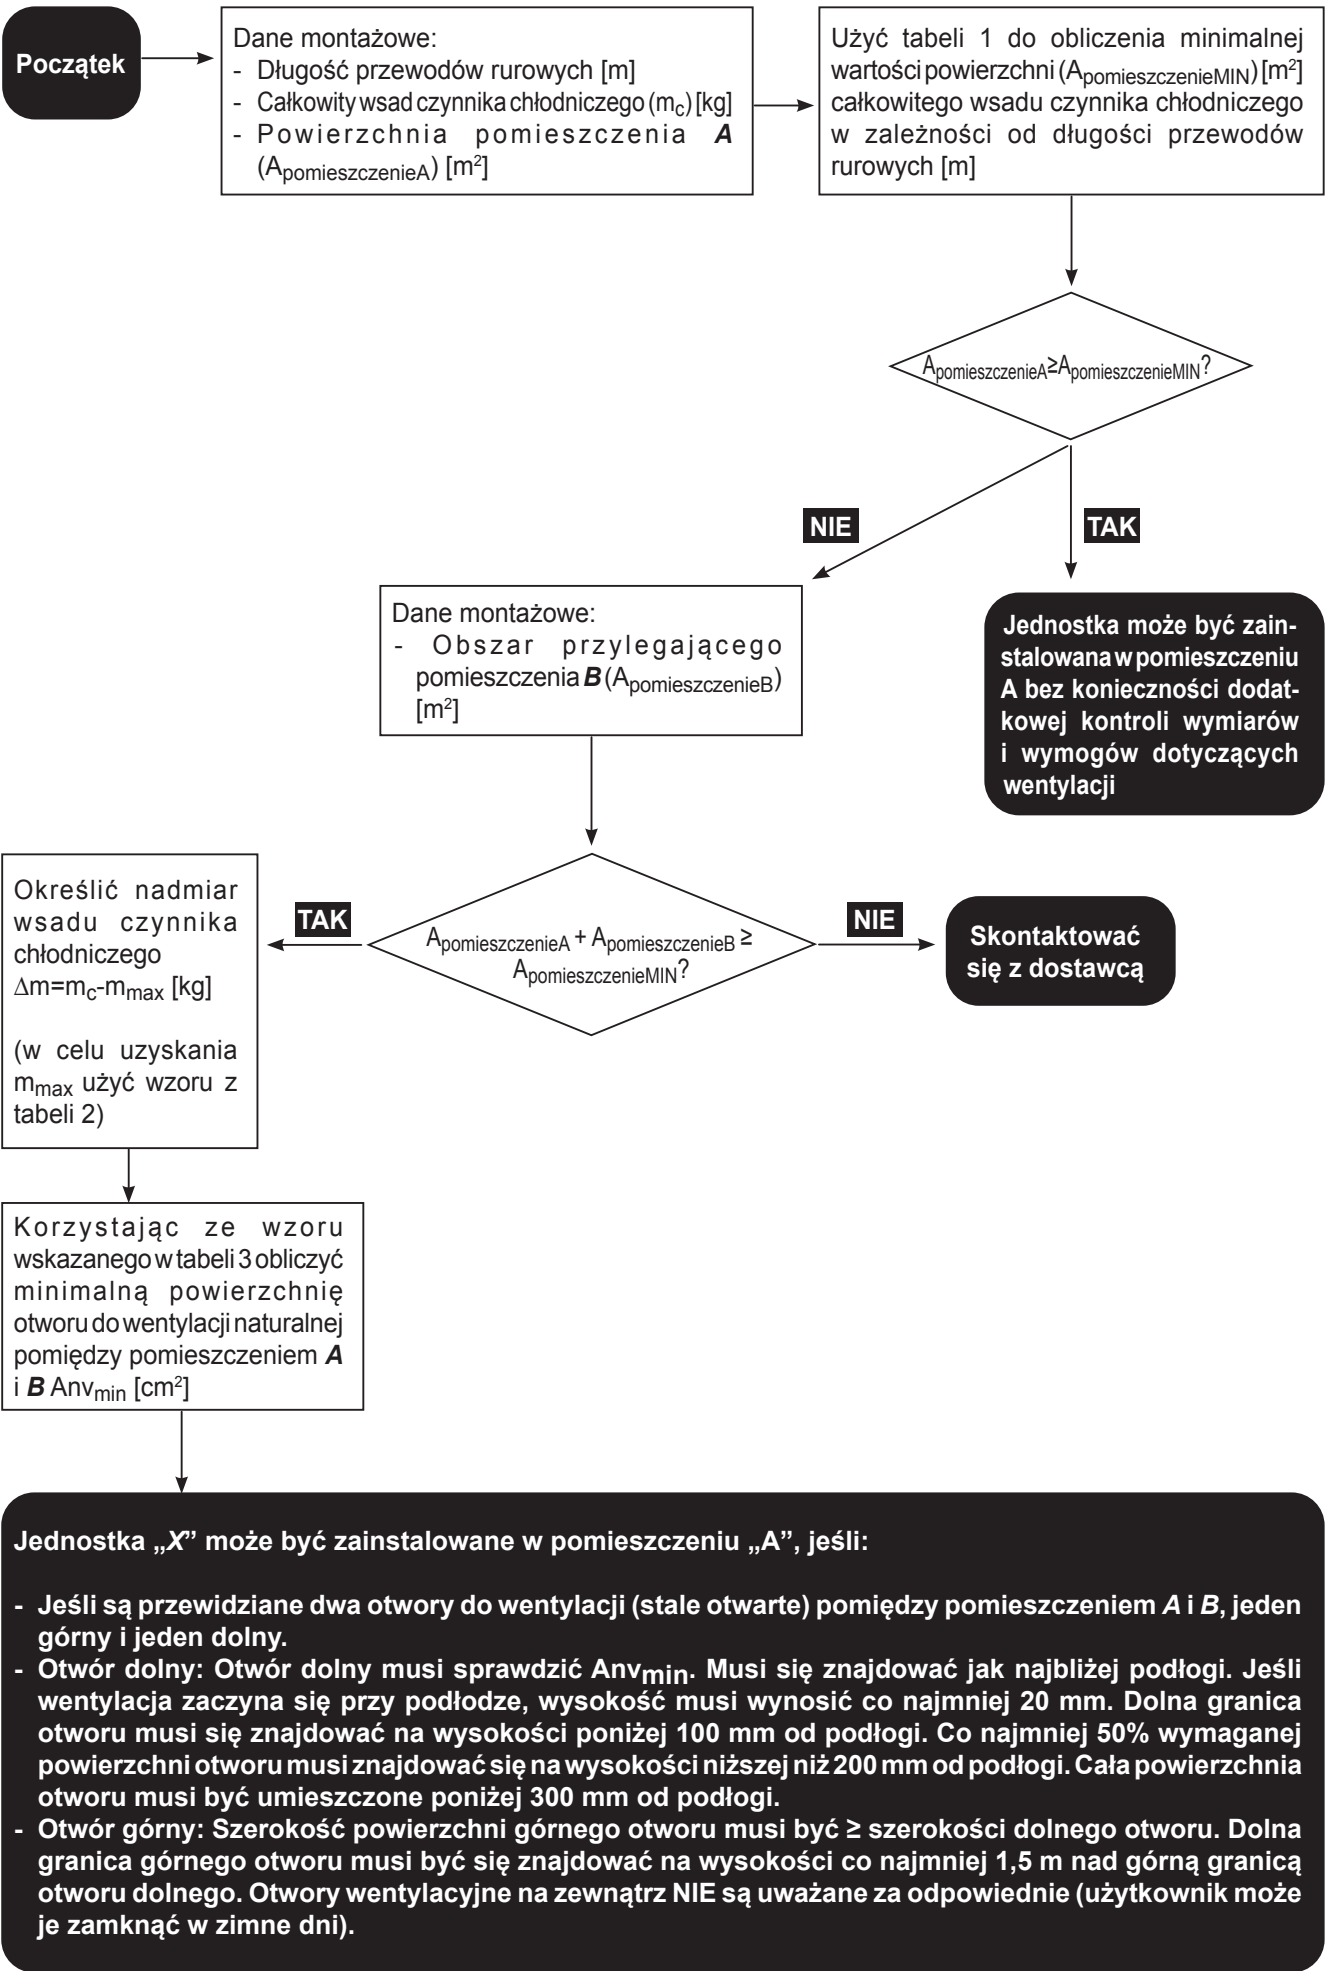 Początek
Dane montażowe:
- Długość przewodów rurowych [m]
- Całkowity wsad czynnika chłodniczego (mc) [kg]
- Powierzchnia pomieszczenia A
(ApomieszczenieA) [m²]
Użyć tabeli 1 do obliczenia minimalnej
wartości powierzchni (ApomieszczenieMIN) [m²]
całkowitego wsadu czynnika chłodniczego
w zależności od długości przewodów
rurowych [m]
ApomieszczenieA≥ApomieszczenieMIN?
NIE
TAK
Dane montażowe:
- Obszar przylegającego
pomieszczenia B (ApomieszczenieB)
[m²]
Jednostka może być zain-
stalowana w pomieszczeniu
A bez konieczności dodat-
kowej kontroli wymiarów
i wymogów dotyczących
wentylacji
Określić nadmiar
wsadu czynnika
chłodniczego
Δm=mc-mmax [kg]
(w celu uzyskania
mmax użyć wzoru z
tabeli 2)
TAK
ApomieszczenieA + ApomieszczenieB ≥
ApomieszczenieMIN?
NIE
Skontaktować
się z dostawcą
Korzystając ze wzoru
wskazanego w tabeli 3 obliczyć
minimalną powierzchnię
otworu do wentylacji naturalnej
pomiędzy pomieszczeniem A
i B Anvmin [cm²]
Jednostka „X” może być zainstalowane w pomieszczeniu „A”, jeśli:
- Jeśli są przewidziane dwa otwory do wentylacji (stale otwarte) pomiędzy pomieszczeniem A i B, jeden
górny i jeden dolny.
- Otwór dolny: Otwór dolny musi sprawdzić Anvmin. Musi się znajdować jak najbliżej podłogi. Jeśli
wentylacja zaczyna się przy podłodze, wysokość musi wynosić co najmniej 20 mm. Dolna granica
otworu musi się znajdować na wysokości poniżej 100 mm od podłogi. Co najmniej 50% wymaganej
powierzchni otworu musi znajdować się na wysokości niższej niż 200 mm od podłogi. Cała powierzchnia
otworu musi być umieszczone poniżej 300 mm od podłogi.
- Otwór górny: Szerokość powierzchni górnego otworu musi być ≥ szerokości dolnego otworu. Dolna
granica górnego otworu musi być się znajdować na wysokości co najmniej 1,5 m nad górną granicą
otworu dolnego. Otwory wentylacyjne na zewnątrz NIE są uważane za odpowiednie (użytkownik może
je zamknąć w zimne dni).